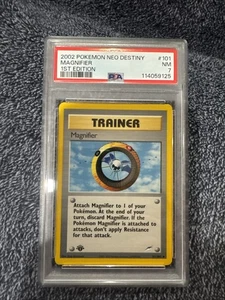 2002 POKEMON NEO DESTINY #101
MAGNIFIER NM
1ST EDITION 7
PSA 114059125
TRAINER
Magnifier
Attach Magnifier to 1 of your
Pokémon. At the end of your
turn, discard Magnifier. If the
Pokémon Magnifier is attached to
attacks, don't apply Resistance
for that attack.